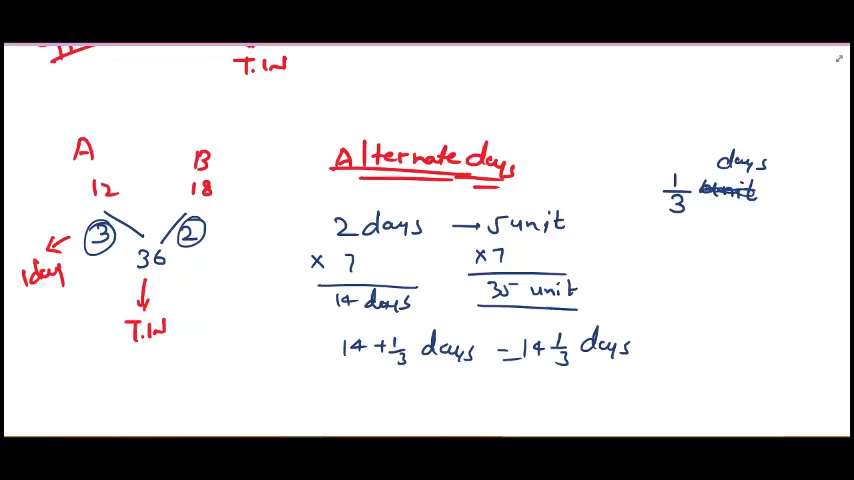 T.W
A
B
12
18
3
2
36
1day
T.W
Alternate days
2 days → 5 unit
× 7
×7
14 days
35 unit
14 + 1/3 days = 14 1/3 days
days
1/3 unit